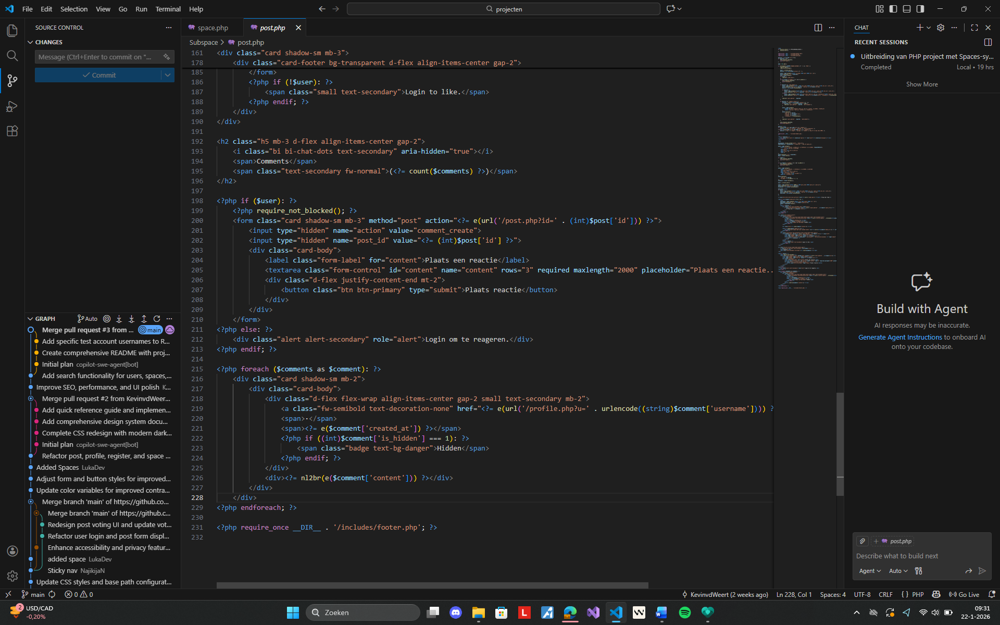 File Edit Selection View Go Run Terminal Help
projecten
SOURCE CONTROL
CHANGES
Message (Ctrl+Enter to commit on "...
Commit
GRAPH
Auto
Merge pull request #3 from ... main
Add specific test account usernames to R...
Create comprehensive README with proj...
Initial plan copilot-swe-agent[bot]
Add search functionality for users, spaces,...
Improve SEO, performance, and UI polish K...
Merge pull request #2 from KevinvdWeer...
Add quick reference guide and implemen...
Add comprehensive design system docu...
Complete CSS redesign with modern dark...
Initial plan copilot-swe-agent[bot]
Refactor post, profile, register, and space ...
Added Spaces LukaDev
Adjust form and button styles for improved...
Update color variables for improved contra...
Merge branch 'main' of https://github.co...
Merge branch 'main' of https://github.c...
Redesign post voting UI and update vot...
Refactor user login and post form displ...
Enhance accessibility and privacy featur...
added space LukaDev
Sticky nav NajikijaN
Update CSS styles and base path configurat...
space.php
post.php
Subspace > post.php
161 <div class="card shadow-sm mb-3">
178 <div class="card-footer bg-transparent d-flex align-items-center gap-2">
185 </form>
186 <?php if (!$user): ?>
187 <span class="small text-secondary">Login to like.</span>
188 <?php endif; ?>
189 </div>
190 </div>
191
192 <h2 class="h5 mb-3 d-flex align-items-center gap-2">
193 <i class="bi bi-chat-dots text-secondary" aria-hidden="true"></i>
194 <span>Comments</span>
195 <span class="text-secondary fw-normal">(<?= count($comments) ?>)</span>
196 </h2>
197
198 <?php if ($user): ?>
199 <?php require_not_blocked(); ?>
200 <form class="card shadow-sm mb-3" method="post" action="<?= e(url('/post.php?id=' . (int)$post['id'])) ?>">
201 <input type="hidden" name="action" value="comment_create">
202 <input type="hidden" name="post_id" value="<?= (int)$post['id'] ?>">
203 <div class="card-body">
204 <label class="form-label" for="content">Plaats een reactie</label>
205 <textarea class="form-control" id="content" name="content" rows="3" required maxlength="2000" placeholder="Plaats een reactie..
206 <div class="d-flex justify-content-end mt-2">
207 <button class="btn btn-primary" type="submit">Plaats reactie</button>
208 </div>
209 </div>
210 </form>
211 <?php else: ?>
212 <div class="alert alert-secondary" role="alert">Login om te reageren.</div>
213 <?php endif; ?>
214
215 <?php foreach ($comments as $comment): ?>
216 <div class="card shadow-sm mb-2">
217 <div class="card-body">
218 <div class="d-flex flex-wrap align-items-center gap-2 small text-secondary mb-2">
219 <a class="fw-semibold text-decoration-none" href="<?= e(url('/profile.php?u=' . urlencode((string)$comment['username']))) ?
220 <span>·</span>
221 <span><?= e($comment['created_at']) ?></span>
222 <?php if ((int)$comment['is_hidden'] === 1): ?>
223 <span class="badge text-bg-danger">Hidden</span>
224 <?php endif; ?>
225 </div>
226 <div><?= nl2br(e($comment['content'])) ?></div>
227 </div>
228 </div>
229 <?php endforeach; ?>
230
231 <?php require_once __DIR__ . '/includes/footer.php'; ?>
232
CHAT
RECENT SESSIONS
Uitbreiding van PHP project met Spaces-sy...
Completed Local • 19 hrs
Show More
Build with Agent
AI responses may be inaccurate.
Generate Agent Instructions to onboard AI
onto your codebase.
+ post.php
Describe what to build next
Agent Auto
main 0 0 KevinvdWeert (2 weeks ago) Ln 228, Col 1 Spaces: 4 UTF-8 CRLF { } PHP Go Live
2
USD/CAD
-0,20%
Zoeken
09:31
22-1-2026